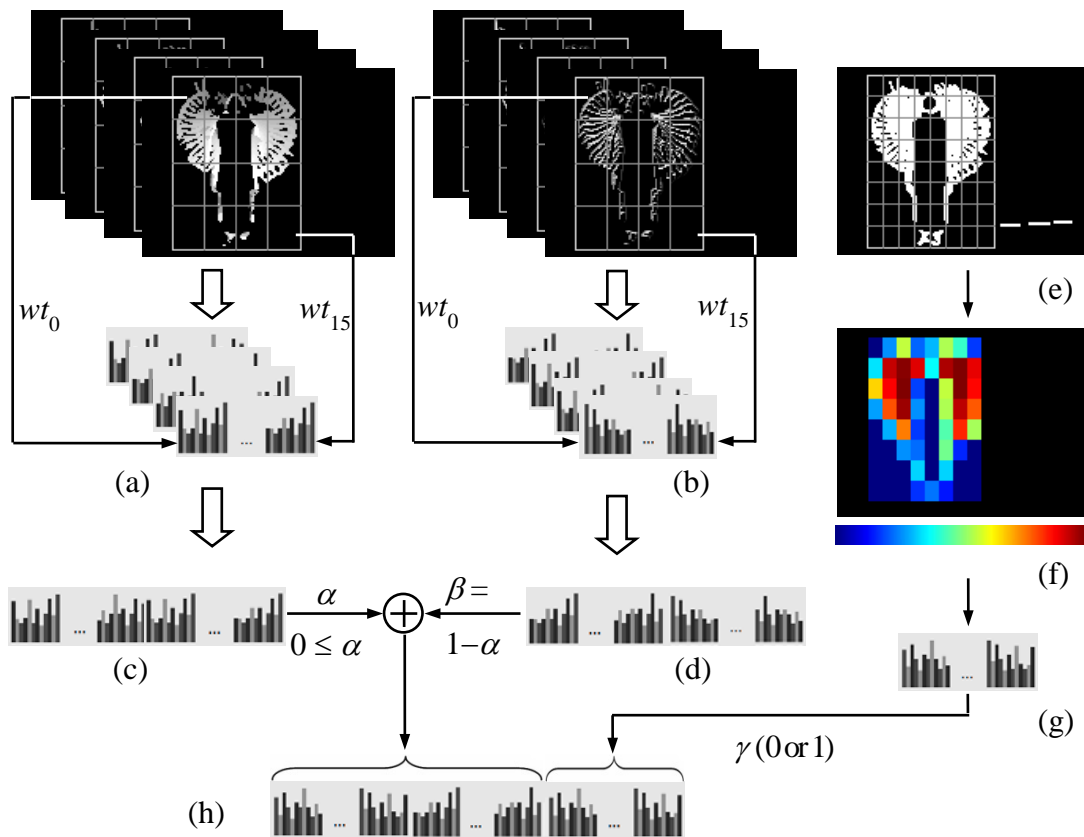 wt₀
wt₁₅
wt₀
wt₁₅
(e)
...
...
(a)
(b)
(f)
α
β =
... ...
... ...
0 ≤ α
1−α
(c)
(d)
...
(g)
γ (0 or 1)
(h)
... ... ...